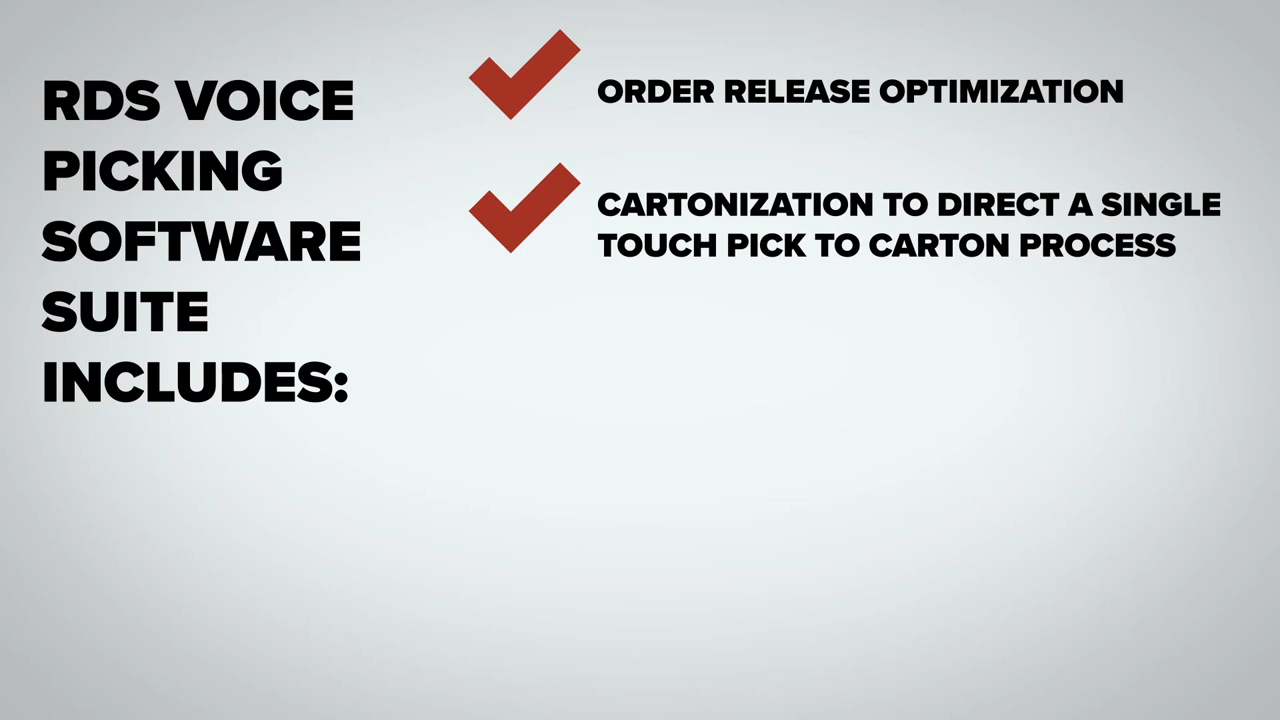 RDS VOICE
PICKING
SOFTWARE
SUITE
INCLUDES:
ORDER RELEASE OPTIMIZATION
CARTONIZATION TO DIRECT A SINGLE
TOUCH PICK TO CARTON PROCESS